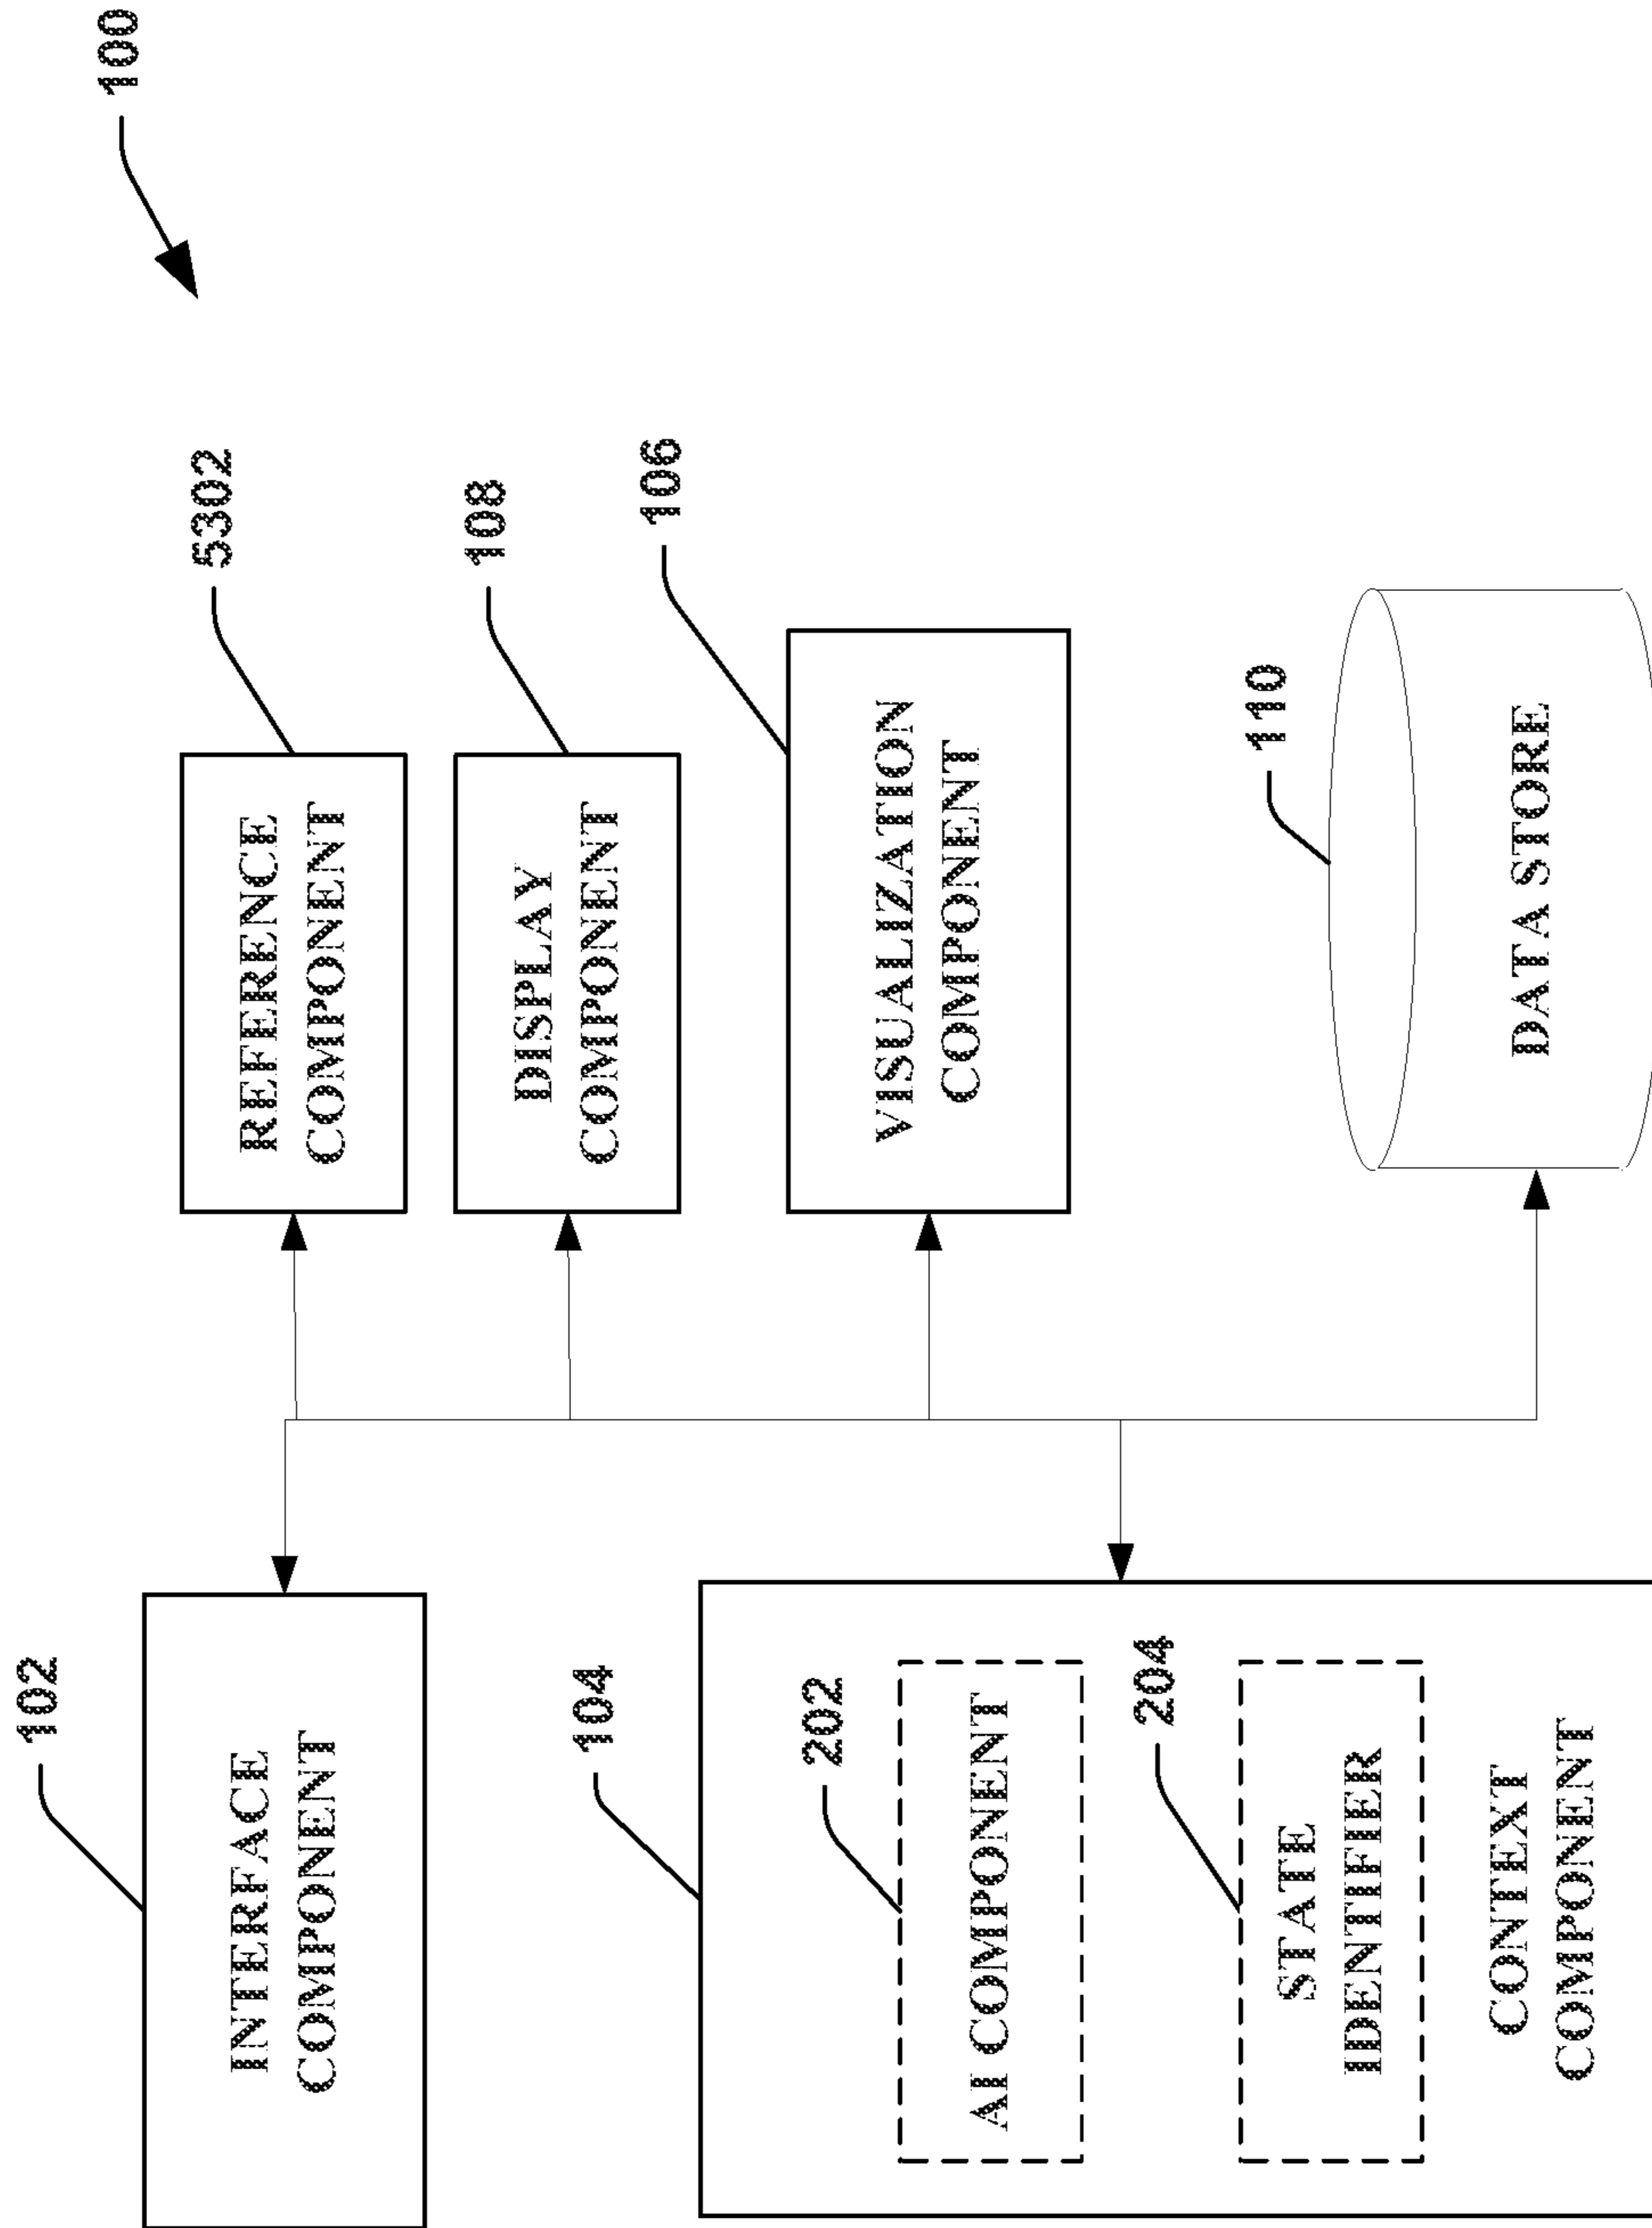 100
102
INTERFACE
COMPONENT
5302
REFERENCE
COMPONENT
108
DISPLAY
COMPONENT
104
202
AI COMPONENT
204
STATE
IDENTIFIER
CONTEXT
COMPONENT
106
VISUALIZATION
COMPONENT
110
DATA STORE